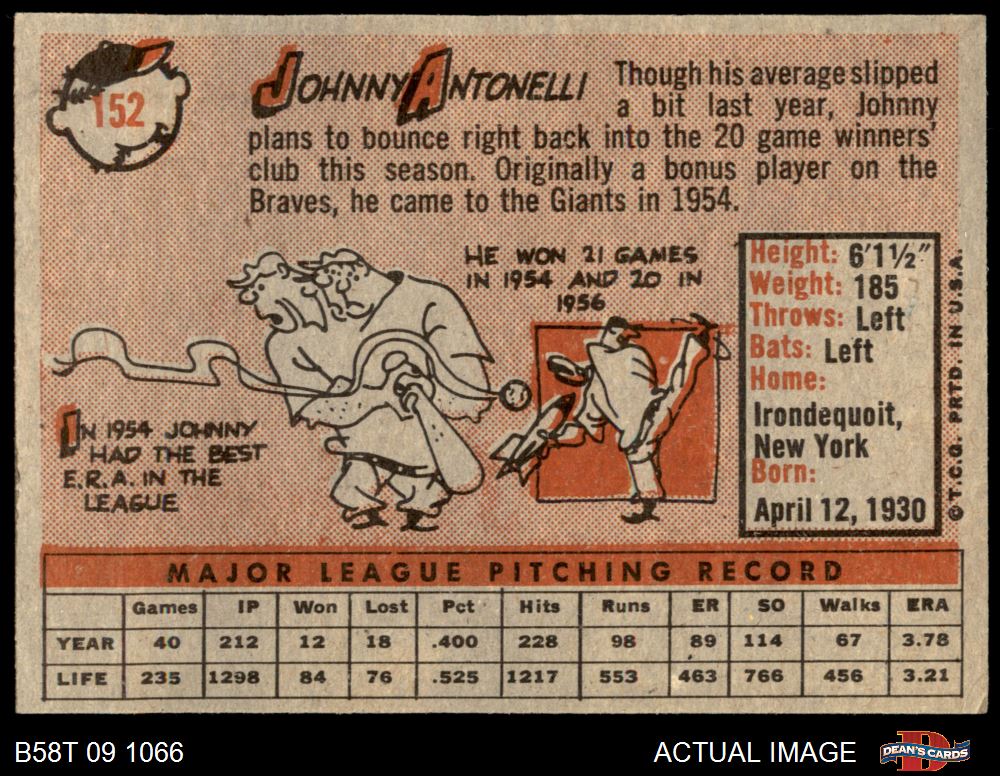 152
JOHNNY ANTONELLI
Though his average slipped
a bit last year, Johnny
plans to bounce right back into the 20 game winners'
club this season. Originally a bonus player on the
Braves, he came to the Giants in 1954.
HE WON 21 GAMES
IN 1954 AND 20 IN
1956
IN 1954 JOHNNY
HAD THE BEST
E.R.A. IN THE
LEAGUE
Height: 6'1½"
Weight: 185
Throws: Left
Bats: Left
Home:
Irondequoit,
New York
Born:
April 12, 1930
©T.C.G. PRTD. IN U.S.A.
MAJOR LEAGUE PITCHING RECORD
Games IP Won Lost Pct Hits Runs ER SO Walks ERA
YEAR 40 212 12 18 .400 228 98 89 114 67 3.78
LIFE 235 1298 84 76 .525 1217 553 463 766 456 3.21
B58T 09 1066
ACTUAL IMAGE
DEAN'S CARDS